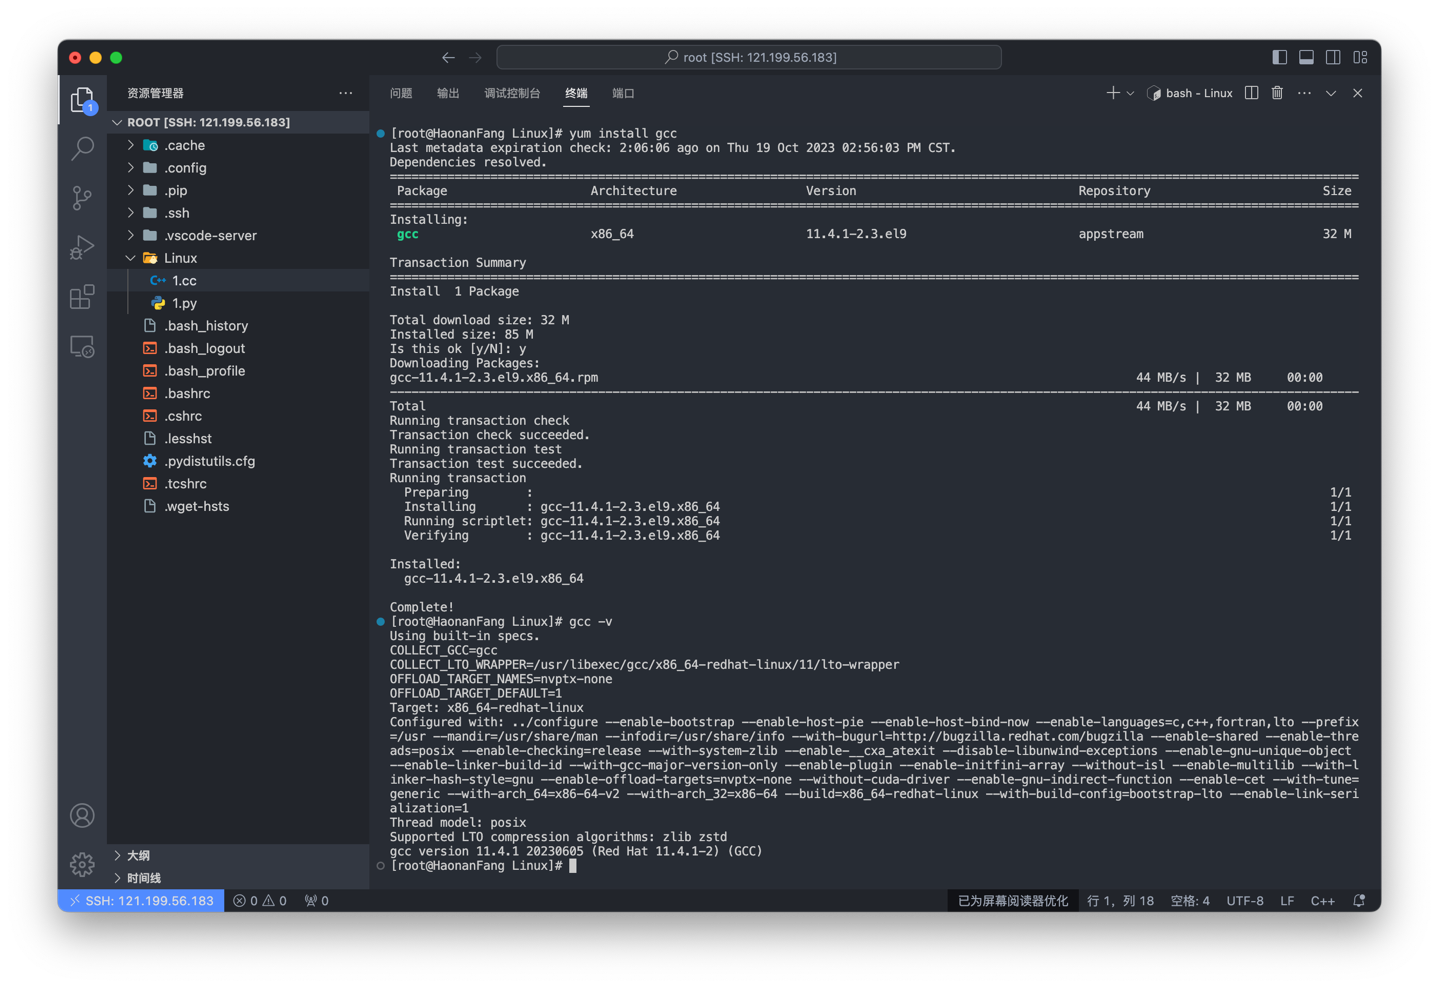 root [SSH: 121.199.56.183]
资源管理器
1
ROOT [SSH: 121.199.56.183]
.cache
.config
.pip
.ssh
.vscode-server
Linux
1.cc
1.py
.bash_history
.bash_logout
.bash_profile
.bashrc
.cshrc
.lesshst
.pydistutils.cfg
.tcshrc
.wget-hsts
大纲
时间线
问题 输出 调试控制台 终端 端口
bash - Linux
[root@HaonanFang Linux]# yum install gcc
Last metadata expiration check: 2:06:06 ago on Thu 19 Oct 2023 02:56:03 PM CST.
Dependencies resolved.
Package Architecture Version Repository Size
Installing:
gcc x86_64 11.4.1-2.3.el9 appstream 32 M
Transaction Summary
Install 1 Package
Total download size: 32 M
Installed size: 85 M
Is this ok [y/N]: y
Downloading Packages:
gcc-11.4.1-2.3.el9.x86_64.rpm 44 MB/s | 32 MB 00:00
Total 44 MB/s | 32 MB 00:00
Running transaction check
Transaction check succeeded.
Running transaction test
Transaction test succeeded.
Running transaction
Preparing : 1/1
Installing : gcc-11.4.1-2.3.el9.x86_64 1/1
Running scriptlet: gcc-11.4.1-2.3.el9.x86_64 1/1
Verifying : gcc-11.4.1-2.3.el9.x86_64 1/1
Installed:
gcc-11.4.1-2.3.el9.x86_64
Complete!
[root@HaonanFang Linux]# gcc -v
Using built-in specs.
COLLECT_GCC=gcc
COLLECT_LTO_WRAPPER=/usr/libexec/gcc/x86_64-redhat-linux/11/lto-wrapper
OFFLOAD_TARGET_NAMES=nvptx-none
OFFLOAD_TARGET_DEFAULT=1
Target: x86_64-redhat-linux
Configured with: ../configure --enable-bootstrap --enable-host-pie --enable-host-bind-now --enable-languages=c,c++,fortran,lto --prefix
=/usr --mandir=/usr/share/man --infodir=/usr/share/info --with-bugurl=http://bugzilla.redhat.com/bugzilla --enable-shared --enable-thre
ads=posix --enable-checking=release --with-system-zlib --enable-__cxa_atexit --disable-libunwind-exceptions --enable-gnu-unique-object
--enable-linker-build-id --with-gcc-major-version-only --enable-plugin --enable-initfini-array --without-isl --enable-multilib --with-l
inker-hash-style=gnu --enable-offload-targets=nvptx-none --without-cuda-driver --enable-gnu-indirect-function --enable-cet --with-tune=
generic --with-arch_64=x86-64-v2 --with-arch_32=x86-64 --build=x86_64-redhat-linux --with-build-config=bootstrap-lto --enable-link-seri
alization=1
Thread model: posix
Supported LTO compression algorithms: zlib zstd
gcc version 11.4.1 20230605 (Red Hat 11.4.1-2) (GCC)
[root@HaonanFang Linux]#
SSH: 121.199.56.183 0 0 0 已为屏幕阅读器优化 行 1，列 18 空格: 4 UTF-8 LF C++